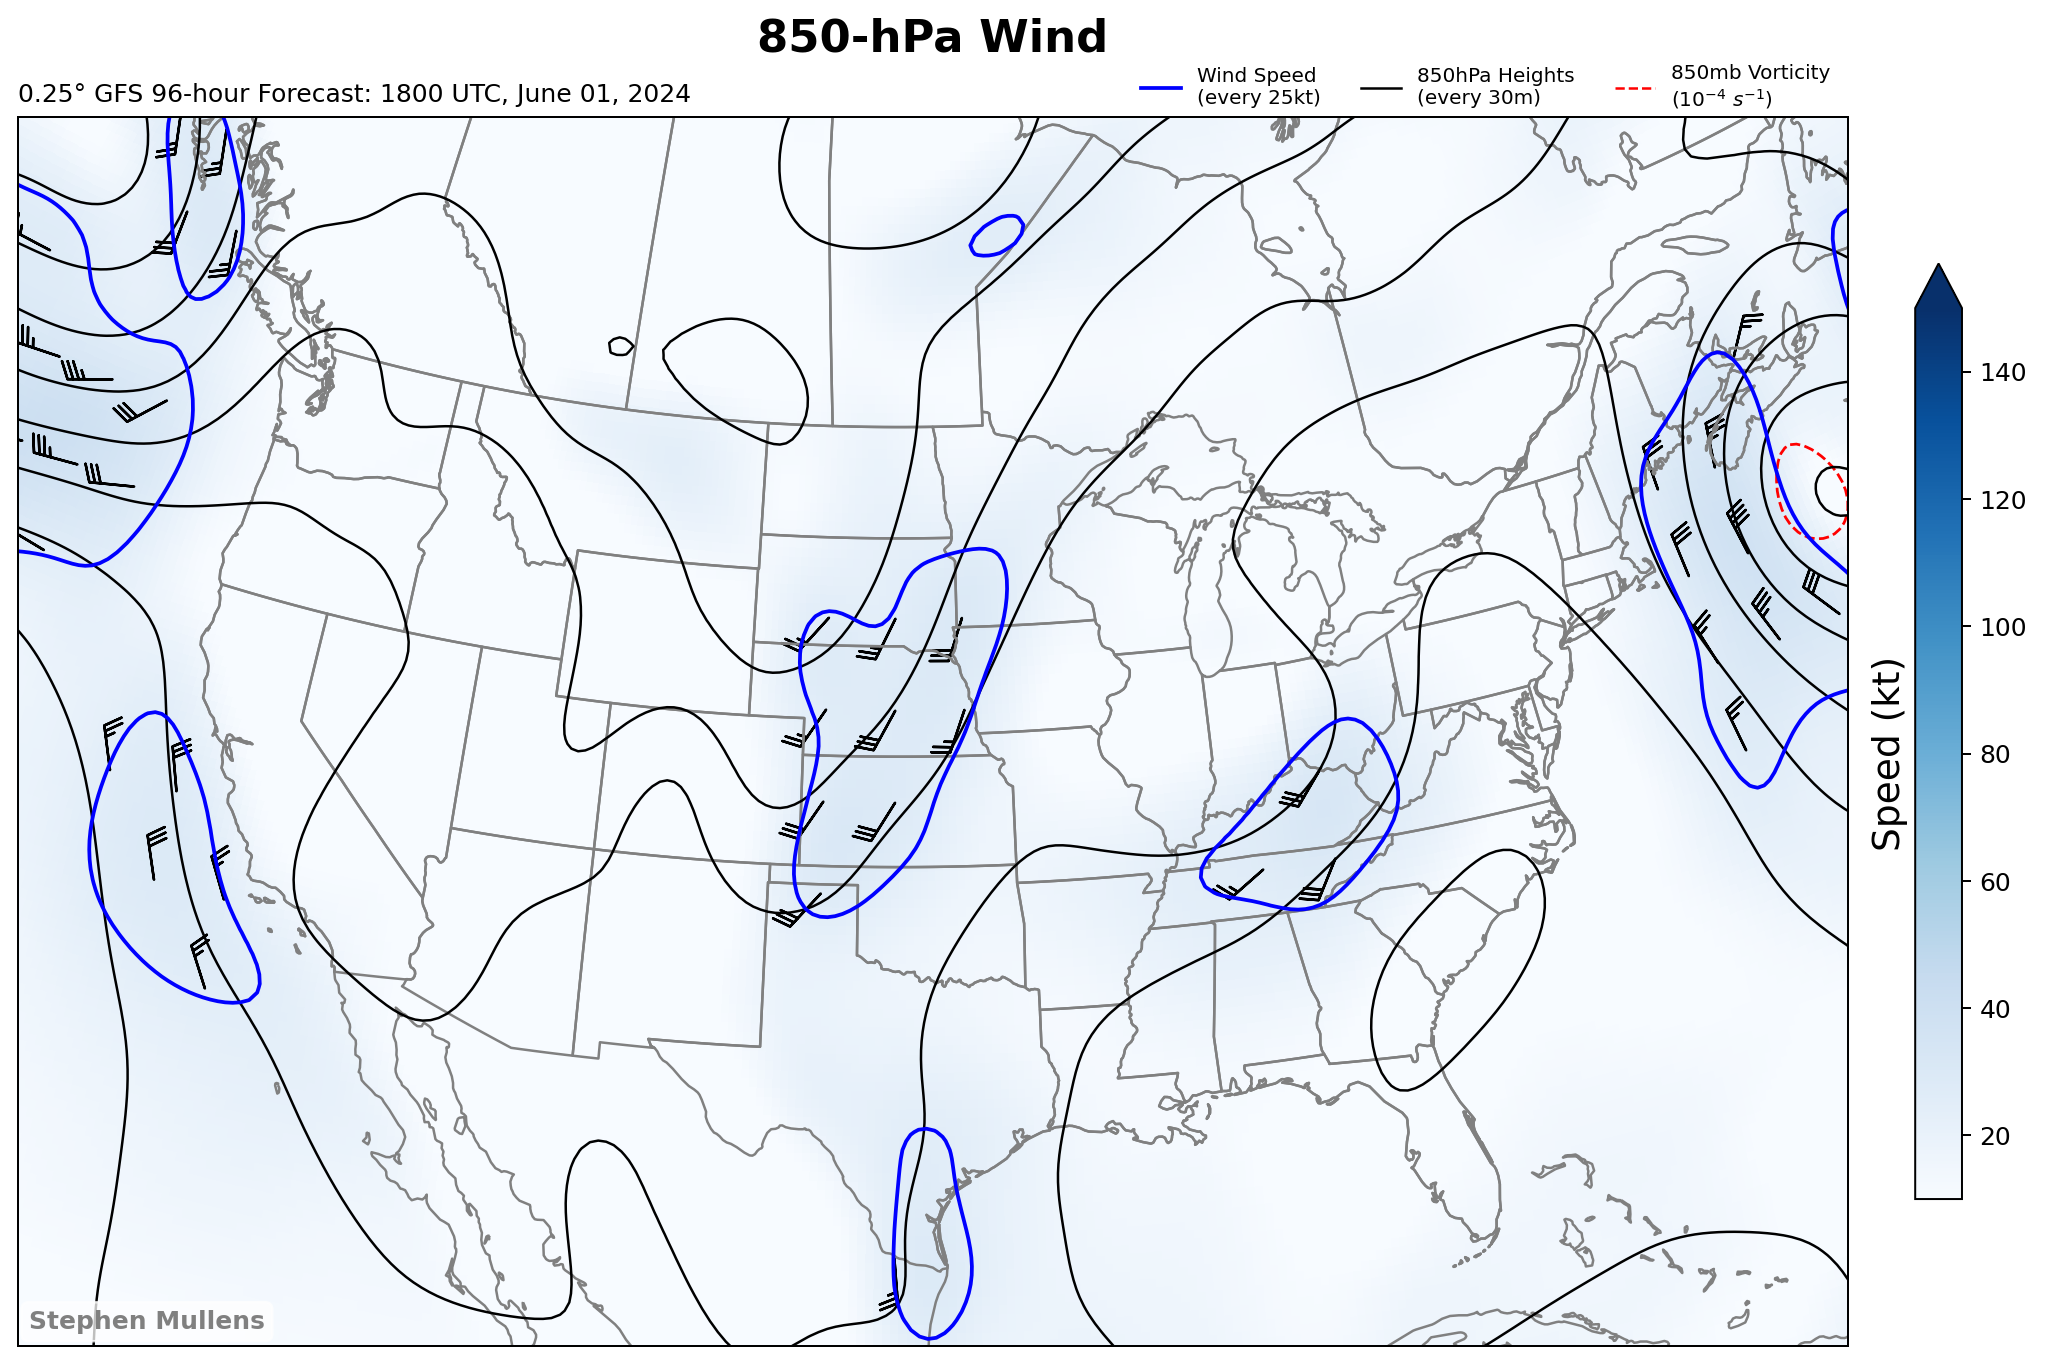 850-hPa Wind
0.25° GFS 96-hour Forecast: 1800 UTC, June 01, 2024
Wind Speed
(every 25kt)
850hPa Heights
(every 30m)
850mb Vorticity
(10⁻⁴ s⁻¹)
140
120
100
80
60
40
20
Speed (kt)
Stephen Mullens